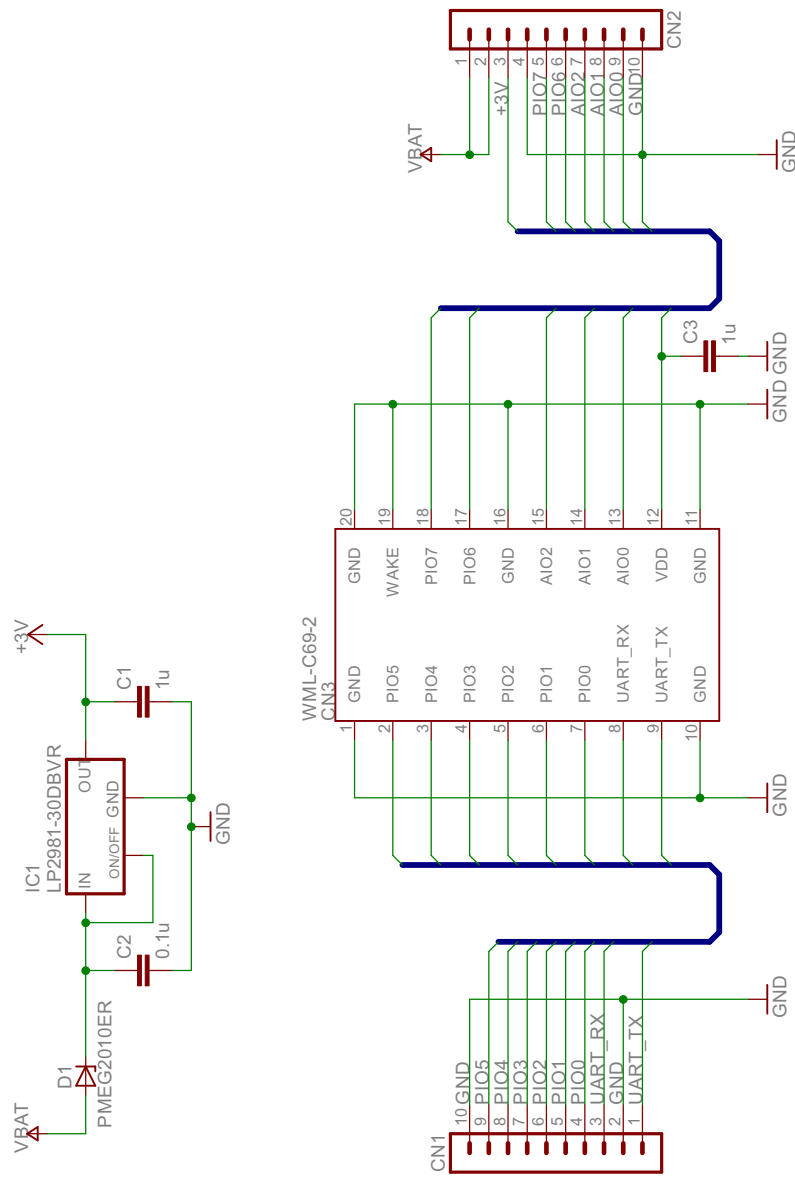 CN2
1
2
3
4
5
6
7
8
9
10
+3V
PIO7
PIO6
AIO2
AIO1
AIO0
GND
VBAT
GND
C3
1u
GND
GND
20
19
18
17
16
15
14
13
12
11
GND
WAKE
PIO7
PIO6
GND
AIO2
AIO1
AIO0
VDD
GND
WML-C69-2
CN3
GND
PIO5
PIO4
PIO3
PIO2
PIO1
PIO0
UART_RX
UART_TX
GND
1
2
3
4
5
6
7
8
9
10
GND
GND
GND
PIO5
PIO4
PIO3
PIO2
PIO1
PIO0
UART_RX
GND
UART_TX
10
9
8
7
6
5
4
3
2
1
CN1
+3V
C1
1u
IC1
LP2981-30DBVR
OUT
GND
ON/OFF
IN
GND
C2
0.1u
D1
PMEG2010ER
VBAT